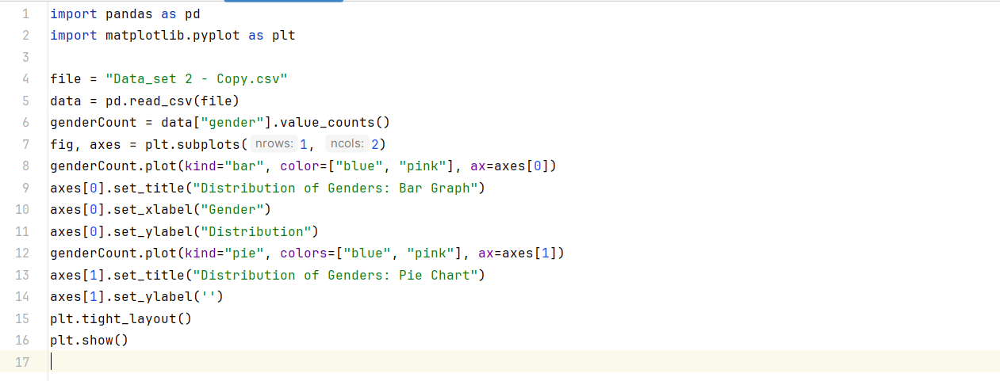 1 import pandas as pd
2 import matplotlib.pyplot as plt
3
4 file = "Data_set 2 - Copy.csv"
5 data = pd.read_csv(file)
6 genderCount = data["gender"].value_counts()
7 fig, axes = plt.subplots( nrows: 1, ncols: 2)
8 genderCount.plot(kind="bar", color=["blue", "pink"], ax=axes[0])
9 axes[0].set_title("Distribution of Genders: Bar Graph")
10 axes[0].set_xlabel("Gender")
11 axes[0].set_ylabel("Distribution")
12 genderCount.plot(kind="pie", colors=["blue", "pink"], ax=axes[1])
13 axes[1].set_title("Distribution of Genders: Pie Chart")
14 axes[1].set_ylabel('')
15 plt.tight_layout()
16 plt.show()
17